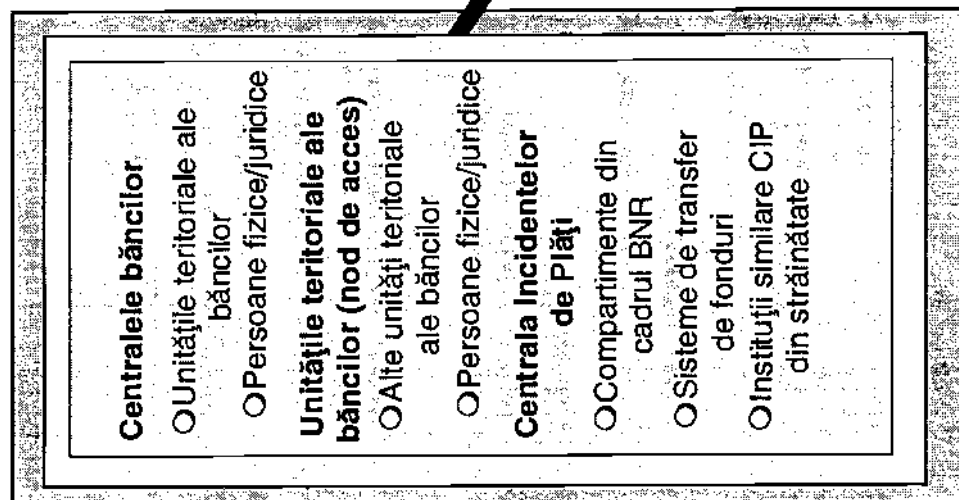 Centralele băncilor
○Unităţile teritoriale ale
băncilor
○Persoane fizice/juridice
Unităţile teritoriale ale
băncilor (nod de acces)
○Alte unităţi teritoriale
ale băncilor
○Persoane fizice/juridice
Centrala Incidentelor
de Plăţi
○Compartimente din
cadrul BNR
○Sisteme de transfer
de fonduri
○Instituţii similare CIP
din străinătate